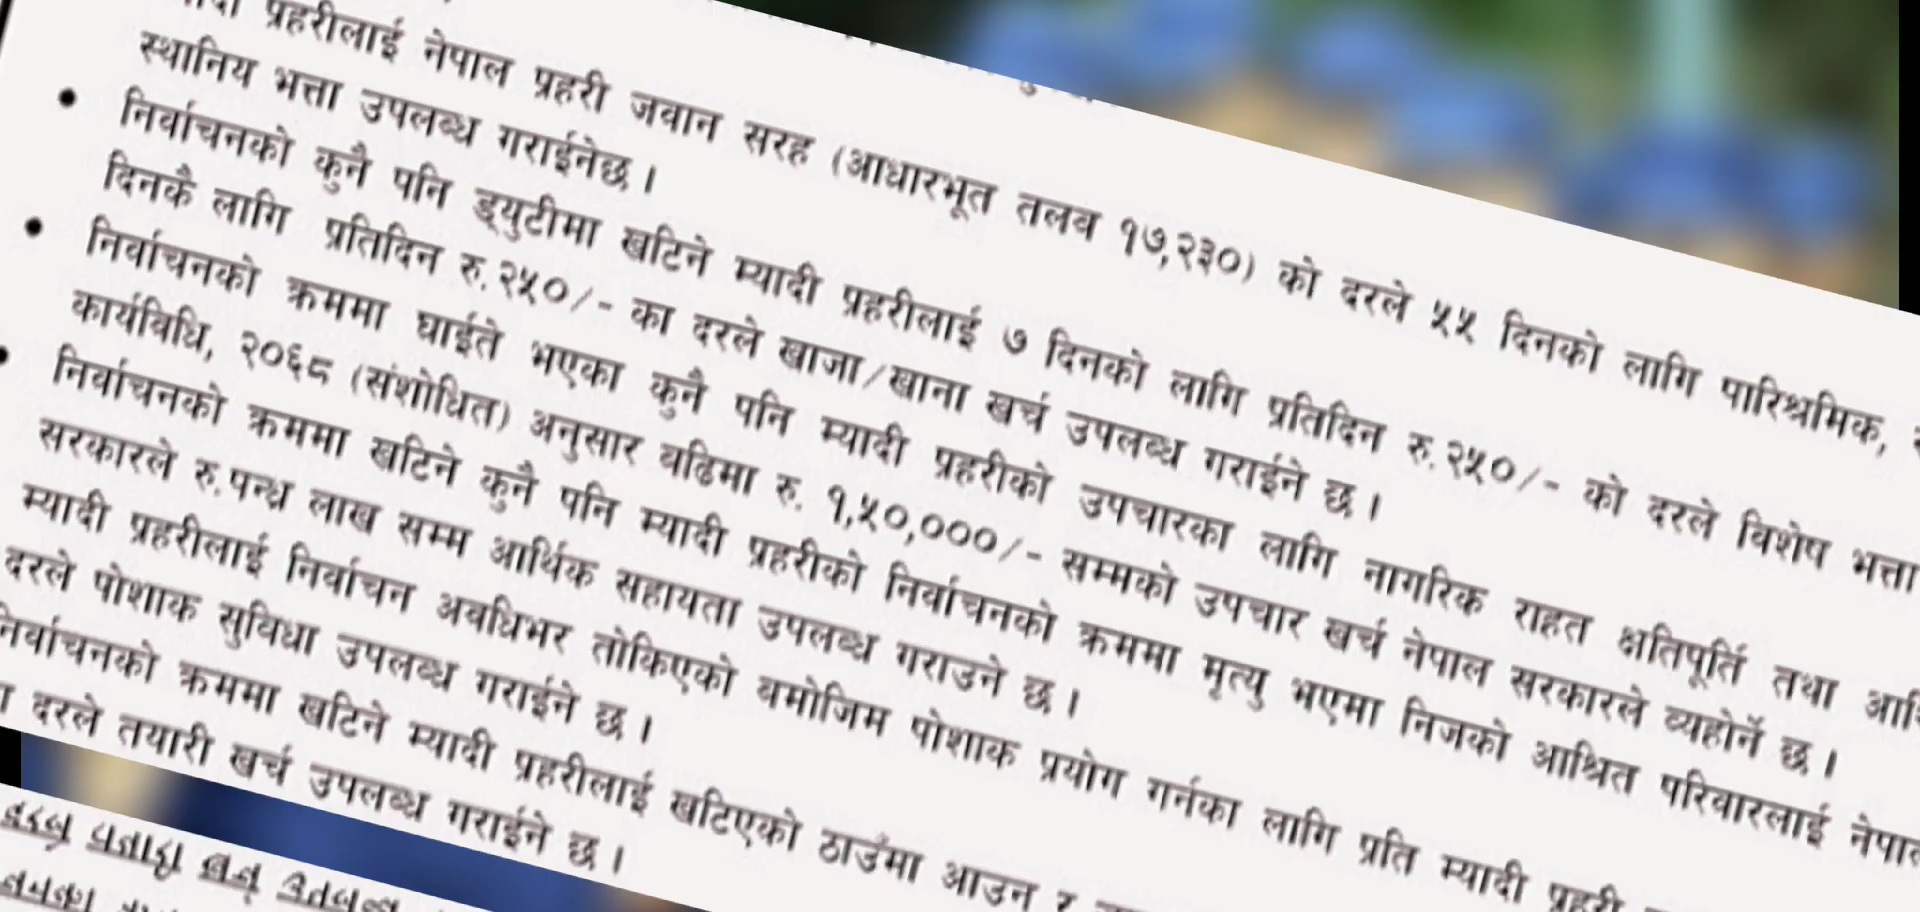 प्रहरीलाई नेपाल प्रहरी जवान सरह (आधारभूत तलव १७,२३०) को दरले ५५ दिनको लागि पारिश्रमिक,
स्थानिय भत्ता उपलब्ध गराईनेछ ।
• निर्वाचनको कुनै पनि ड्युटीमा खटिने म्यादी प्रहरीलाई ७ दिनको लागि प्रतिदिन रु.२५०/- को दरले विशेष भत्ता
दिनकै लागि प्रतिदिन रु.२५०/- का दरले खाजा/खाना खर्च उपलब्ध गराईने छ ।
• निर्वाचनको क्रममा घाईते भएका कुनै पनि म्यादी प्रहरीको उपचारका लागि नागरिक राहत क्षतिपूर्ति तथा
कार्यविधि, २०६८ (संशोधित) अनुसार बढिमा रु. १,५०,०००/- सम्मको उपचार खर्च नेपाल सरकारले व्यहोर्ने छ ।
• निर्वाचनको क्रममा खटिने कुनै पनि म्यादी प्रहरीको निर्वाचनको क्रममा मृत्यु भएमा निजको आश्रित परिवारलाई नेपाल
सरकारले रु.पन्ध्र लाख सम्म आर्थिक सहायता उपलब्ध गराउने छ ।
म्यादी प्रहरीलाई निर्वाचन अवधिभर तोकिएको बमोजिम पोशाक प्रयोग गर्नका लागि प्रति म्यादी प्रहरी
दरले पोशाक सुविधा उपलब्ध गराईने छ ।
निर्वाचनको क्रममा खटिने म्यादी प्रहरीलाई खटिएको ठाउँमा आउन र
दरले तयारी खर्च उपलब्ध गराईने छ ।